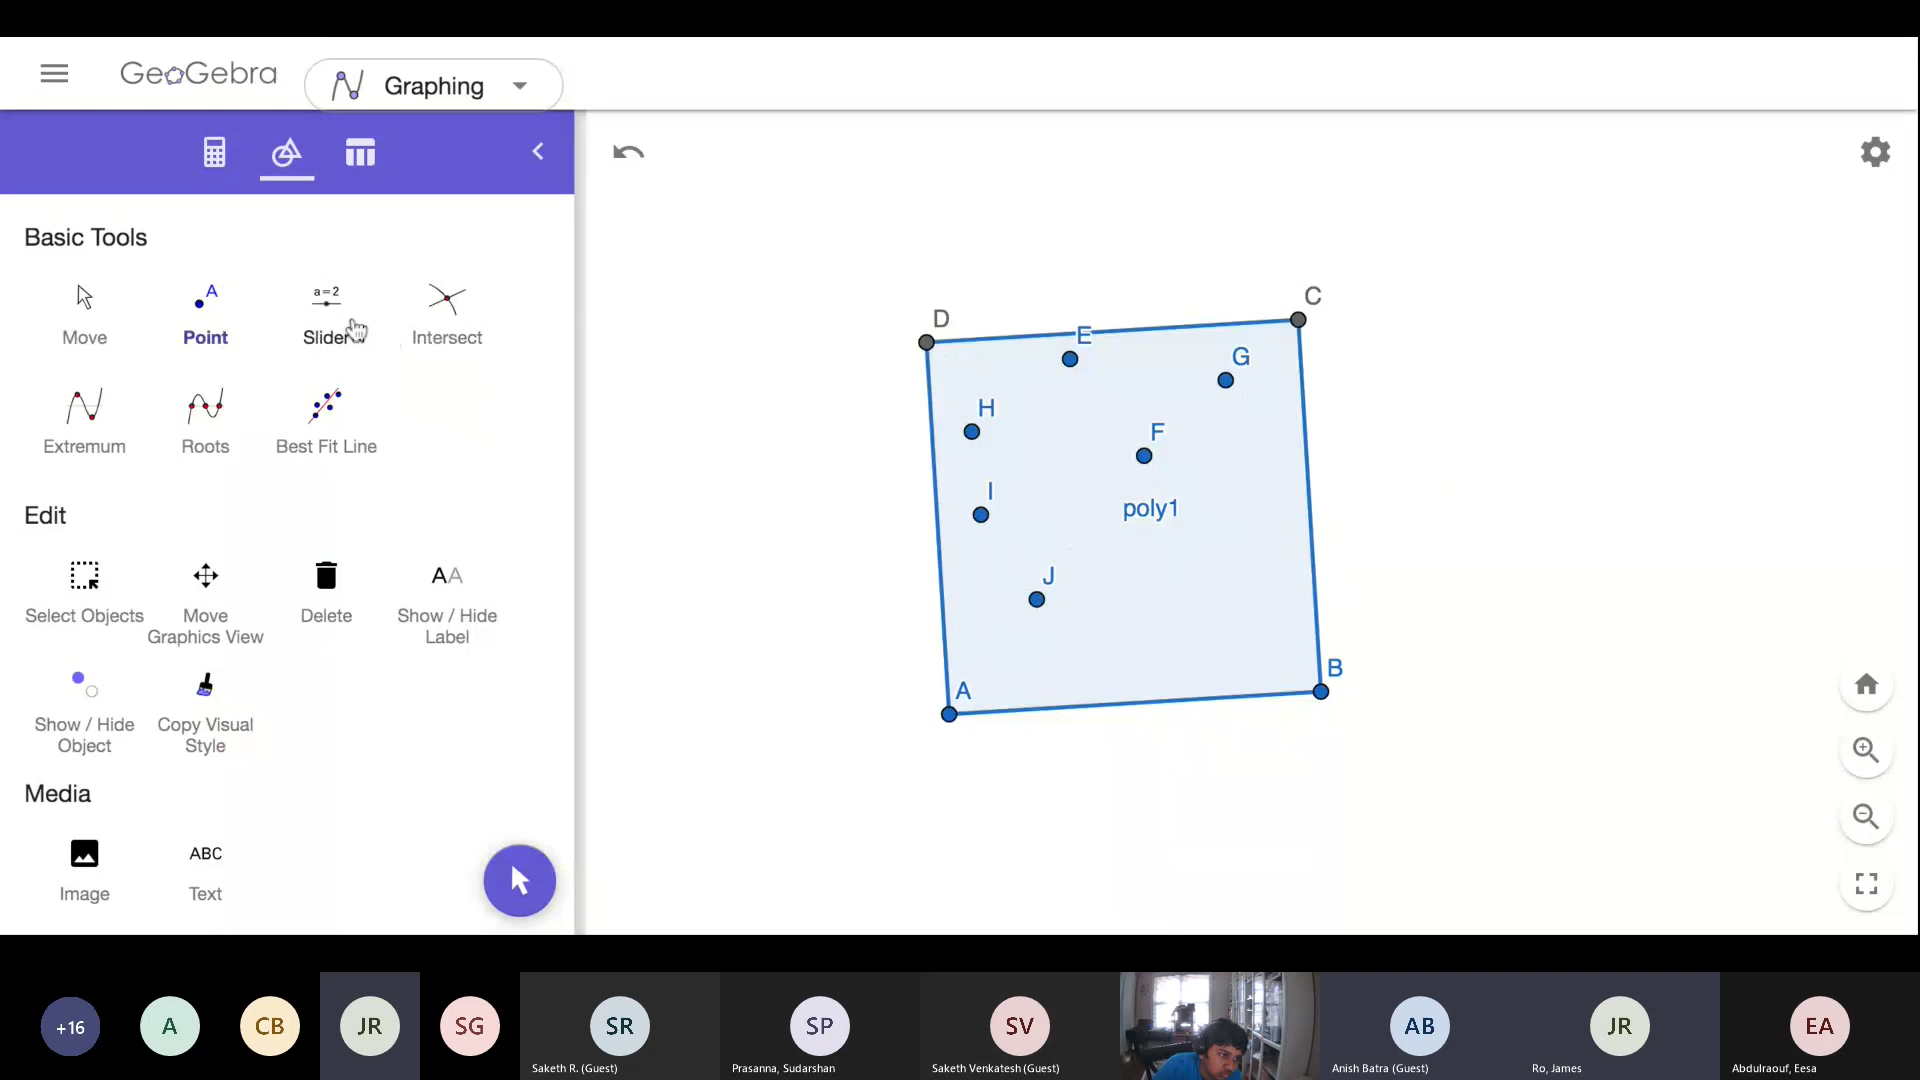 GeoGebra
Graphing
Basic Tools
A
a=2
Move
Point
Slider
Intersect
Extremum
Roots
Best Fit Line
Edit
AA
Select Objects
Move
Graphics View
Delete
Show / Hide
Label
Show / Hide
Object
Copy Visual
Style
Media
ABC
Image
Text
C
D
E
G
H
F
I
poly1
J
B
A
+16
A
CB
JR
SG
SR
Saketh R. (Guest)
SP
Prasanna, Sudarshan
SV
Saketh Venkatesh (Guest)
AB
Anish Batra (Guest)
JR
Ro, James
EA
Abdulraouf, Eesa